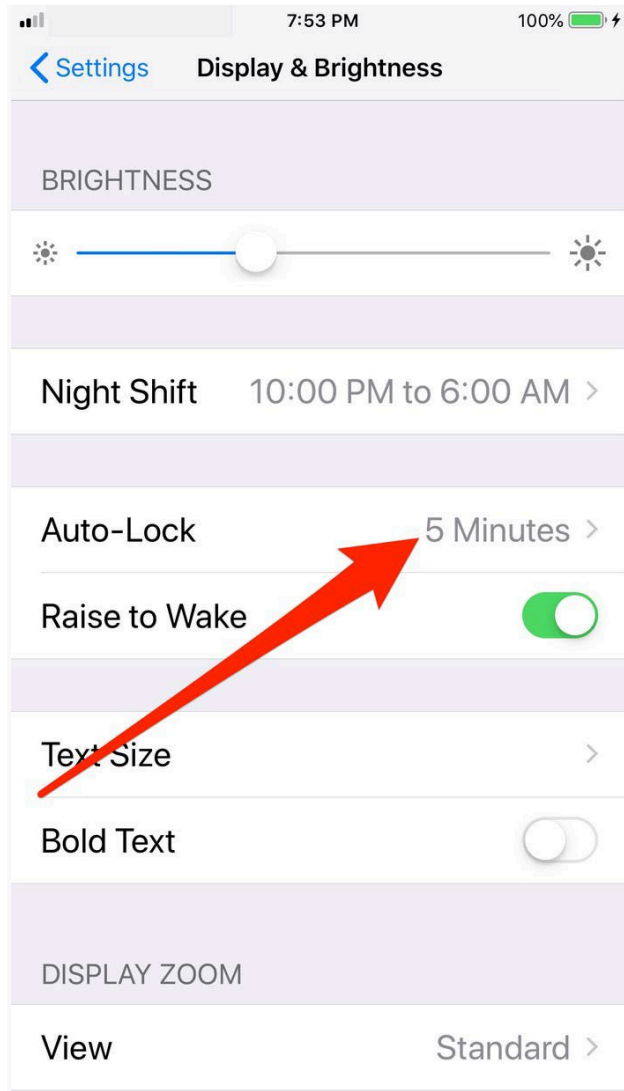 7:53 PM 100%
Settings Display & Brightness
BRIGHTNESS
Night Shift 10:00 PM to 6:00 AM
Auto-Lock 5 Minutes
Raise to Wake
Text Size
Bold Text
DISPLAY ZOOM
View Standard